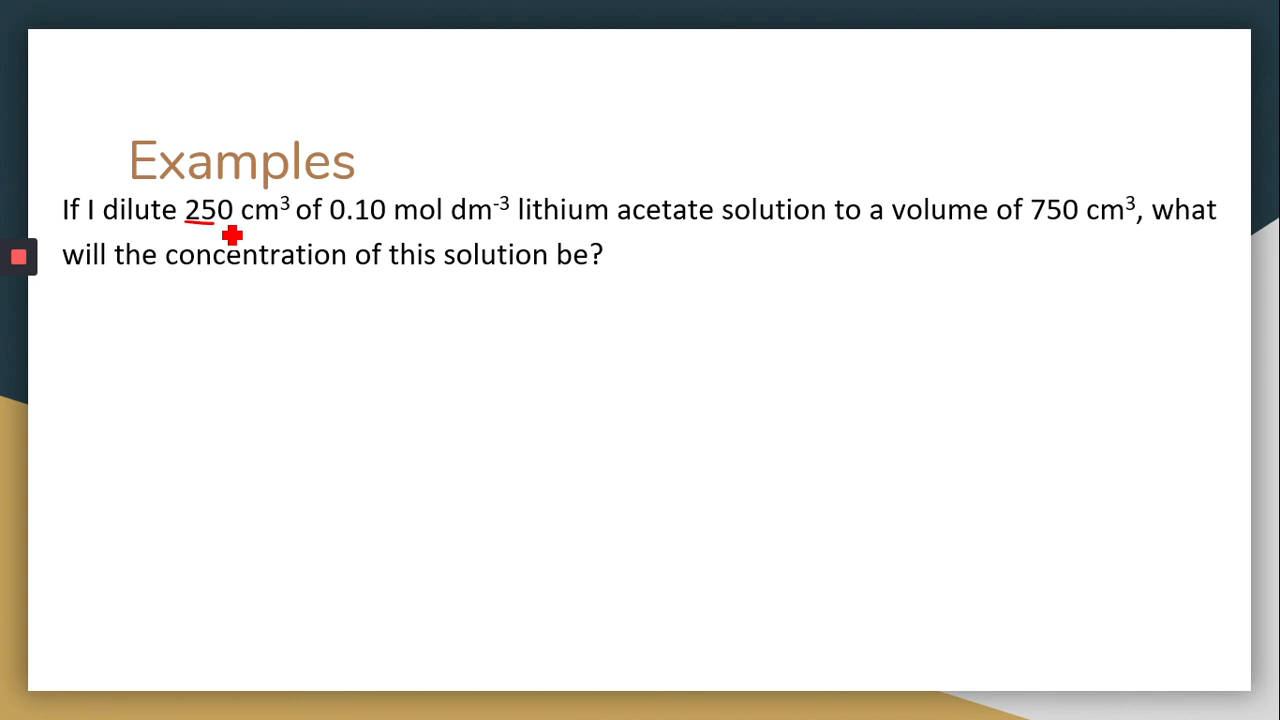 Examples
If I dilute 250 cm³ of 0.10 mol dm⁻³ lithium acetate solution to a volume of 750 cm³, what
will the concentration of this solution be?